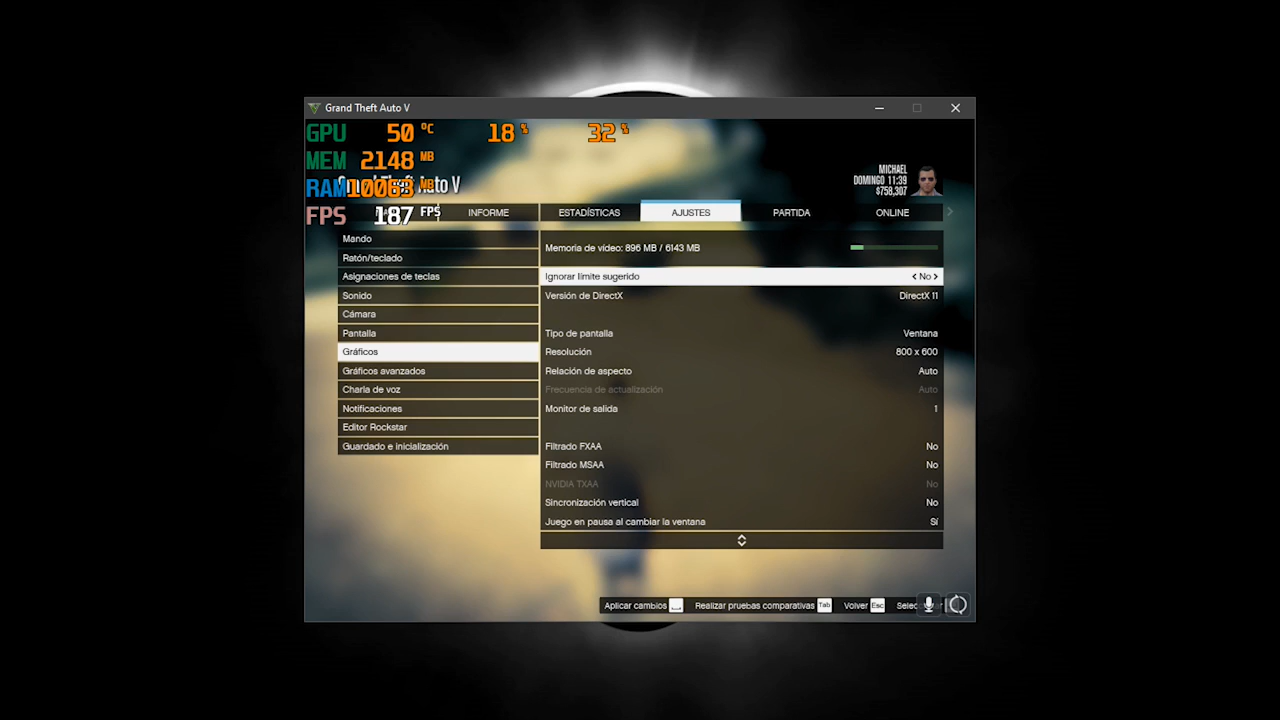 Grand Theft Auto V
GPU 50 °C 18 % 32 %
MEM 2148 MB
RAM 10063 MB
Grand Theft Auto V
FPS 187 FPS
MICHAEL
DOMINGO 11:39
$758,307
INFORME ESTADÍSTICAS AJUSTES PARTIDA ONLINE
Mando
Ratón/teclado
Asignaciones de teclas
Sonido
Cámara
Pantalla
Gráficos
Gráficos avanzados
Charla de voz
Notificaciones
Editor Rockstar
Guardado e inicialización
Memoria de vídeo: 896 MB / 6143 MB
Ignorar límite sugerido < No >
Versión de DirectX DirectX 11
Tipo de pantalla Ventana
Resolución 800 x 600
Relación de aspecto Auto
Frecuencia de actualización Auto
Monitor de salida 1
Filtrado FXAA No
Filtrado MSAA No
NVIDIA TXAA No
Sincronización vertical No
Juego en pausa al cambiar la ventana Sí
Aplicar cambios Realizar pruebas comparativas Tab Volver Esc